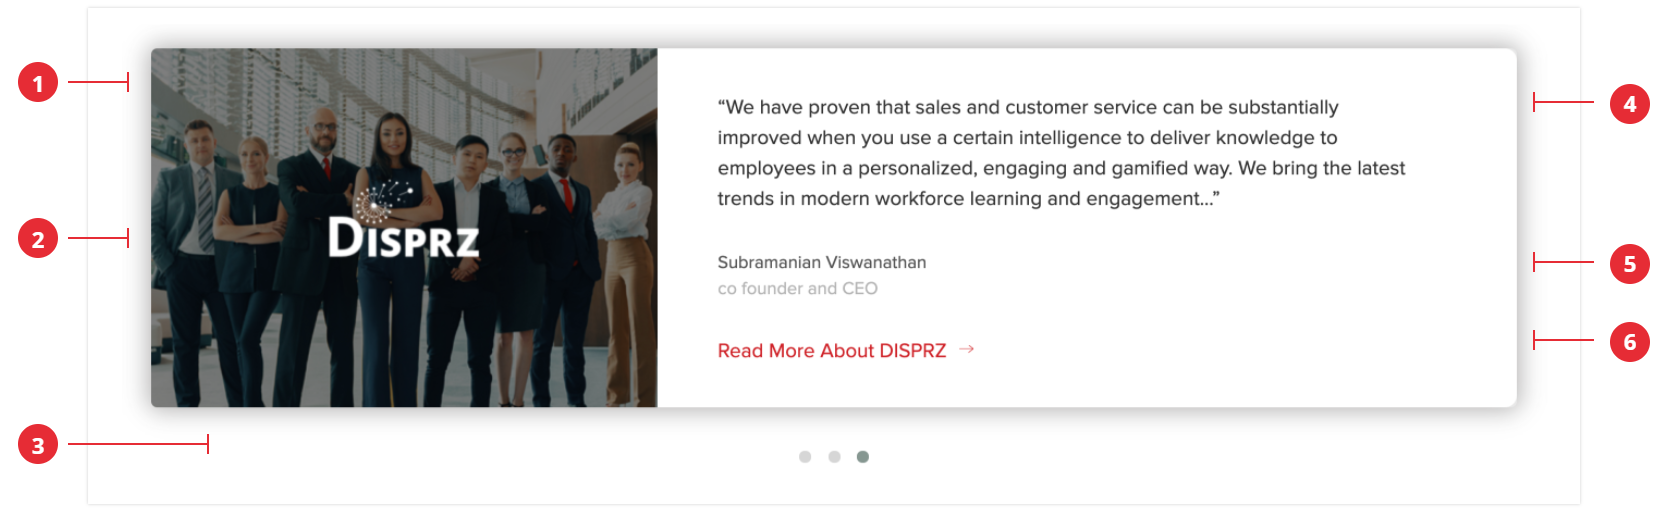 1
“We have proven that sales and customer service can be substantially
improved when you use a certain intelligence to deliver knowledge to
employees in a personalized, engaging and gamified way. We bring the latest
trends in modern workforce learning and engagement...”
4
2
DISPRZ
Subramanian Viswanathan
co founder and CEO
5
Read More About DISPRZ →
6
3